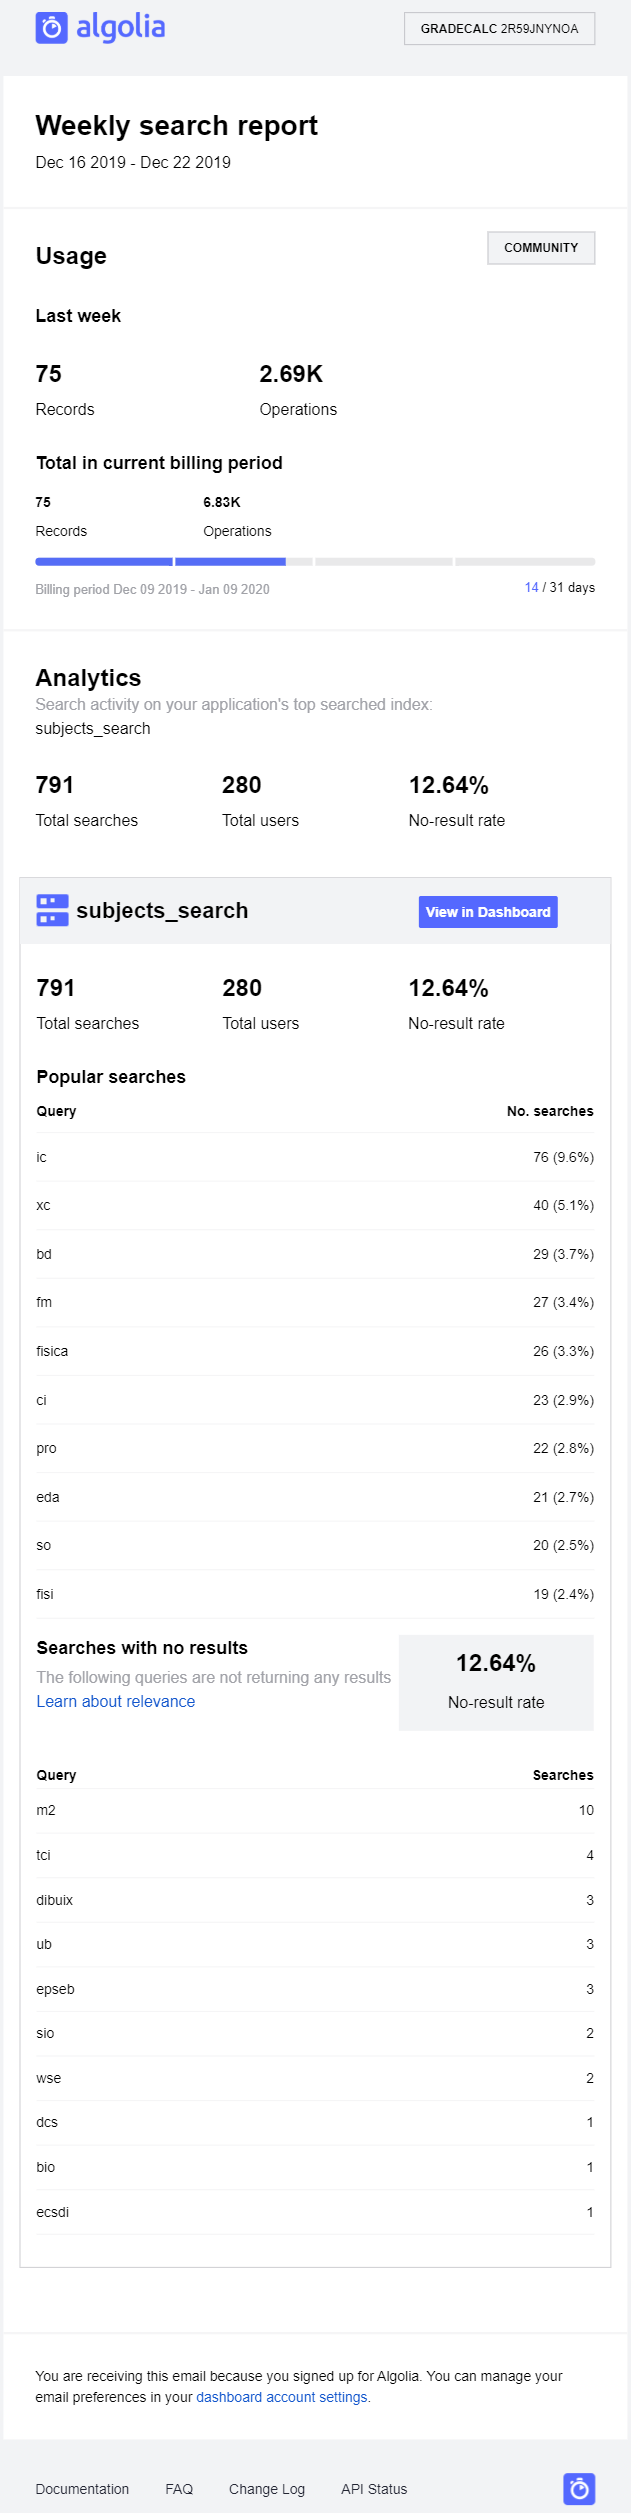 algolia
GRADECALC 2R59JNYNOA
Weekly search report
Dec 16 2019 - Dec 22 2019
Usage
COMMUNITY
Last week
75
2.69K
Records
Operations
Total in current billing period
75
6.83K
Records
Operations
Billing period Dec 09 2019 - Jan 09 2020
14 / 31 days
Analytics
Search activity on your application's top searched index:
subjects_search
791
280
12.64%
Total searches
Total users
No-result rate
subjects_search
View in Dashboard
791
280
12.64%
Total searches
Total users
No-result rate
Popular searches
Query
No. searches
ic
76 (9.6%)
xc
40 (5.1%)
bd
29 (3.7%)
fm
27 (3.4%)
fisica
26 (3.3%)
ci
23 (2.9%)
pro
22 (2.8%)
eda
21 (2.7%)
so
20 (2.5%)
fisi
19 (2.4%)
Searches with no results
The following queries are not returning any results
Learn about relevance
12.64%
No-result rate
Query
Searches
m2
10
tci
4
dibuix
3
ub
3
epseb
3
sio
2
wse
2
dcs
1
bio
1
ecsdi
1
You are receiving this email because you signed up for Algolia. You can manage your
email preferences in your dashboard account settings.
Documentation
FAQ
Change Log
API Status